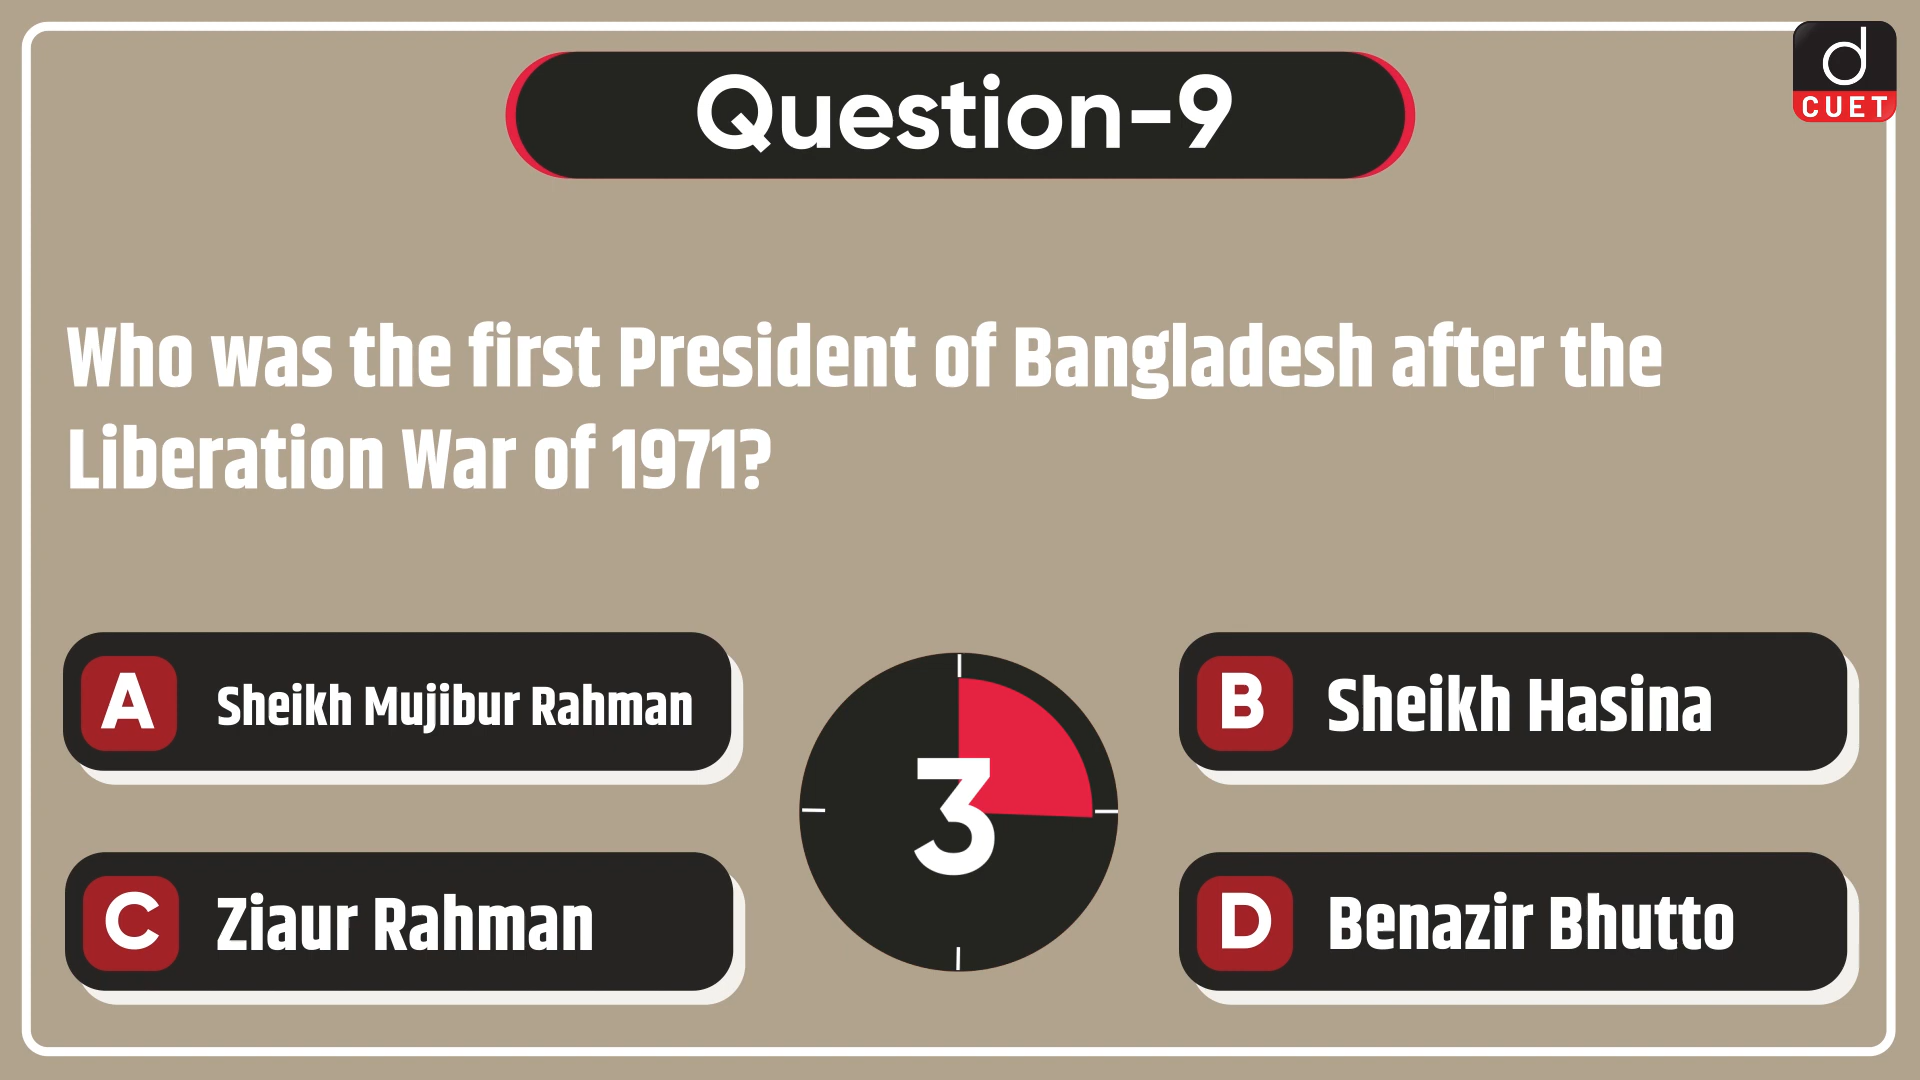 Question-9
d
CUET
Who was the first President of Bangladesh after the
Liberation War of 1971?
A Sheikh Mujibur Rahman
B Sheikh Hasina
3
C Ziaur Rahman
D Benazir Bhutto